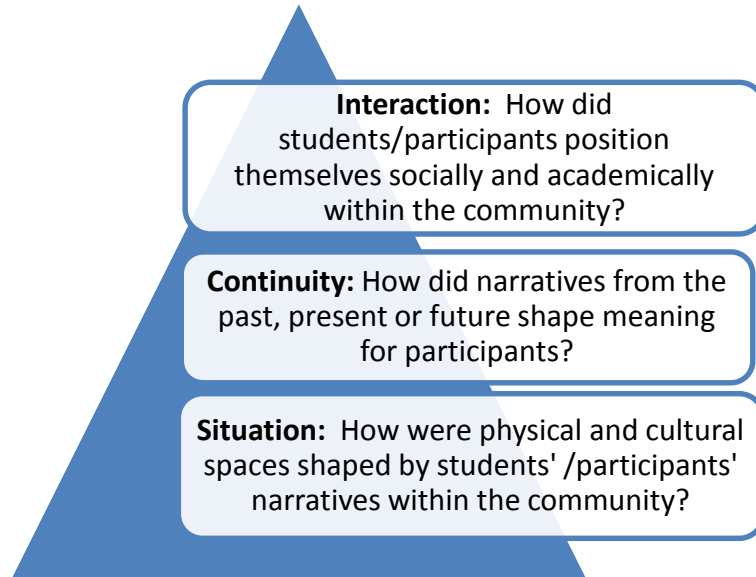 Interaction:  How did
students/participants position
themselves socially and academically
within the community?
Continuity: How did narratives from the
past, present or future shape meaning
for participants?
Situation:  How were physical and cultural
spaces shaped by students' /participants'
narratives within the community?